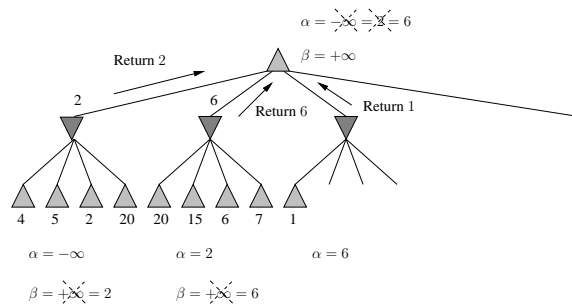 α = −∞ = 2 = 6
β = +∞
Return 2
2
6
Return 6
Return 1
4 5 2 20 20 15 6 7 1
α = −∞ α = 2 α = 6
β = +∞ = 2 β = +∞ = 6